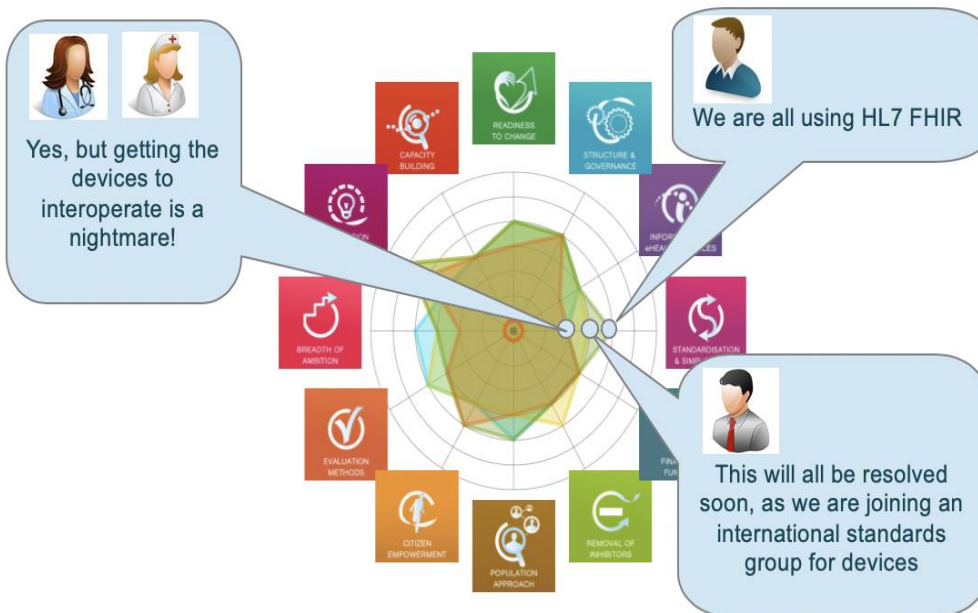 Yes, but getting the
devices to
interoperate is a
nightmare!
We are all using HL7 FHIR
READINESS
TO CHANGE
CAPACITY
BUILDING
STRUCTURE &
GOVERNANCE
BREADTH OF
AMBITION
STANDARDISATION
EVALUATION
METHODS
CITIZEN
EMPOWERMENT
POPULATION
APPROACH
REMOVAL OF
INHIBITORS
This will all be resolved
soon, as we are joining an
international standards
group for devices